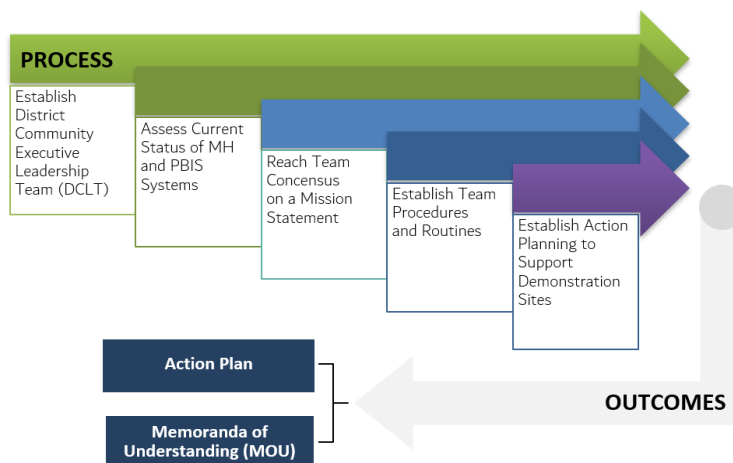 PROCESS
Establish
District
Community
Executive
Leadership
Team (DCLT)
Assess Current
Status of MH
and PBIS
Systems
Reach Team
Concensus
on a Mission
Statement
Establish Team
Procedures
and Routines
Establish Action
Planning to
Support
Demonstration
Sites
Action Plan
Memoranda of
Understanding (MOU)
OUTCOMES